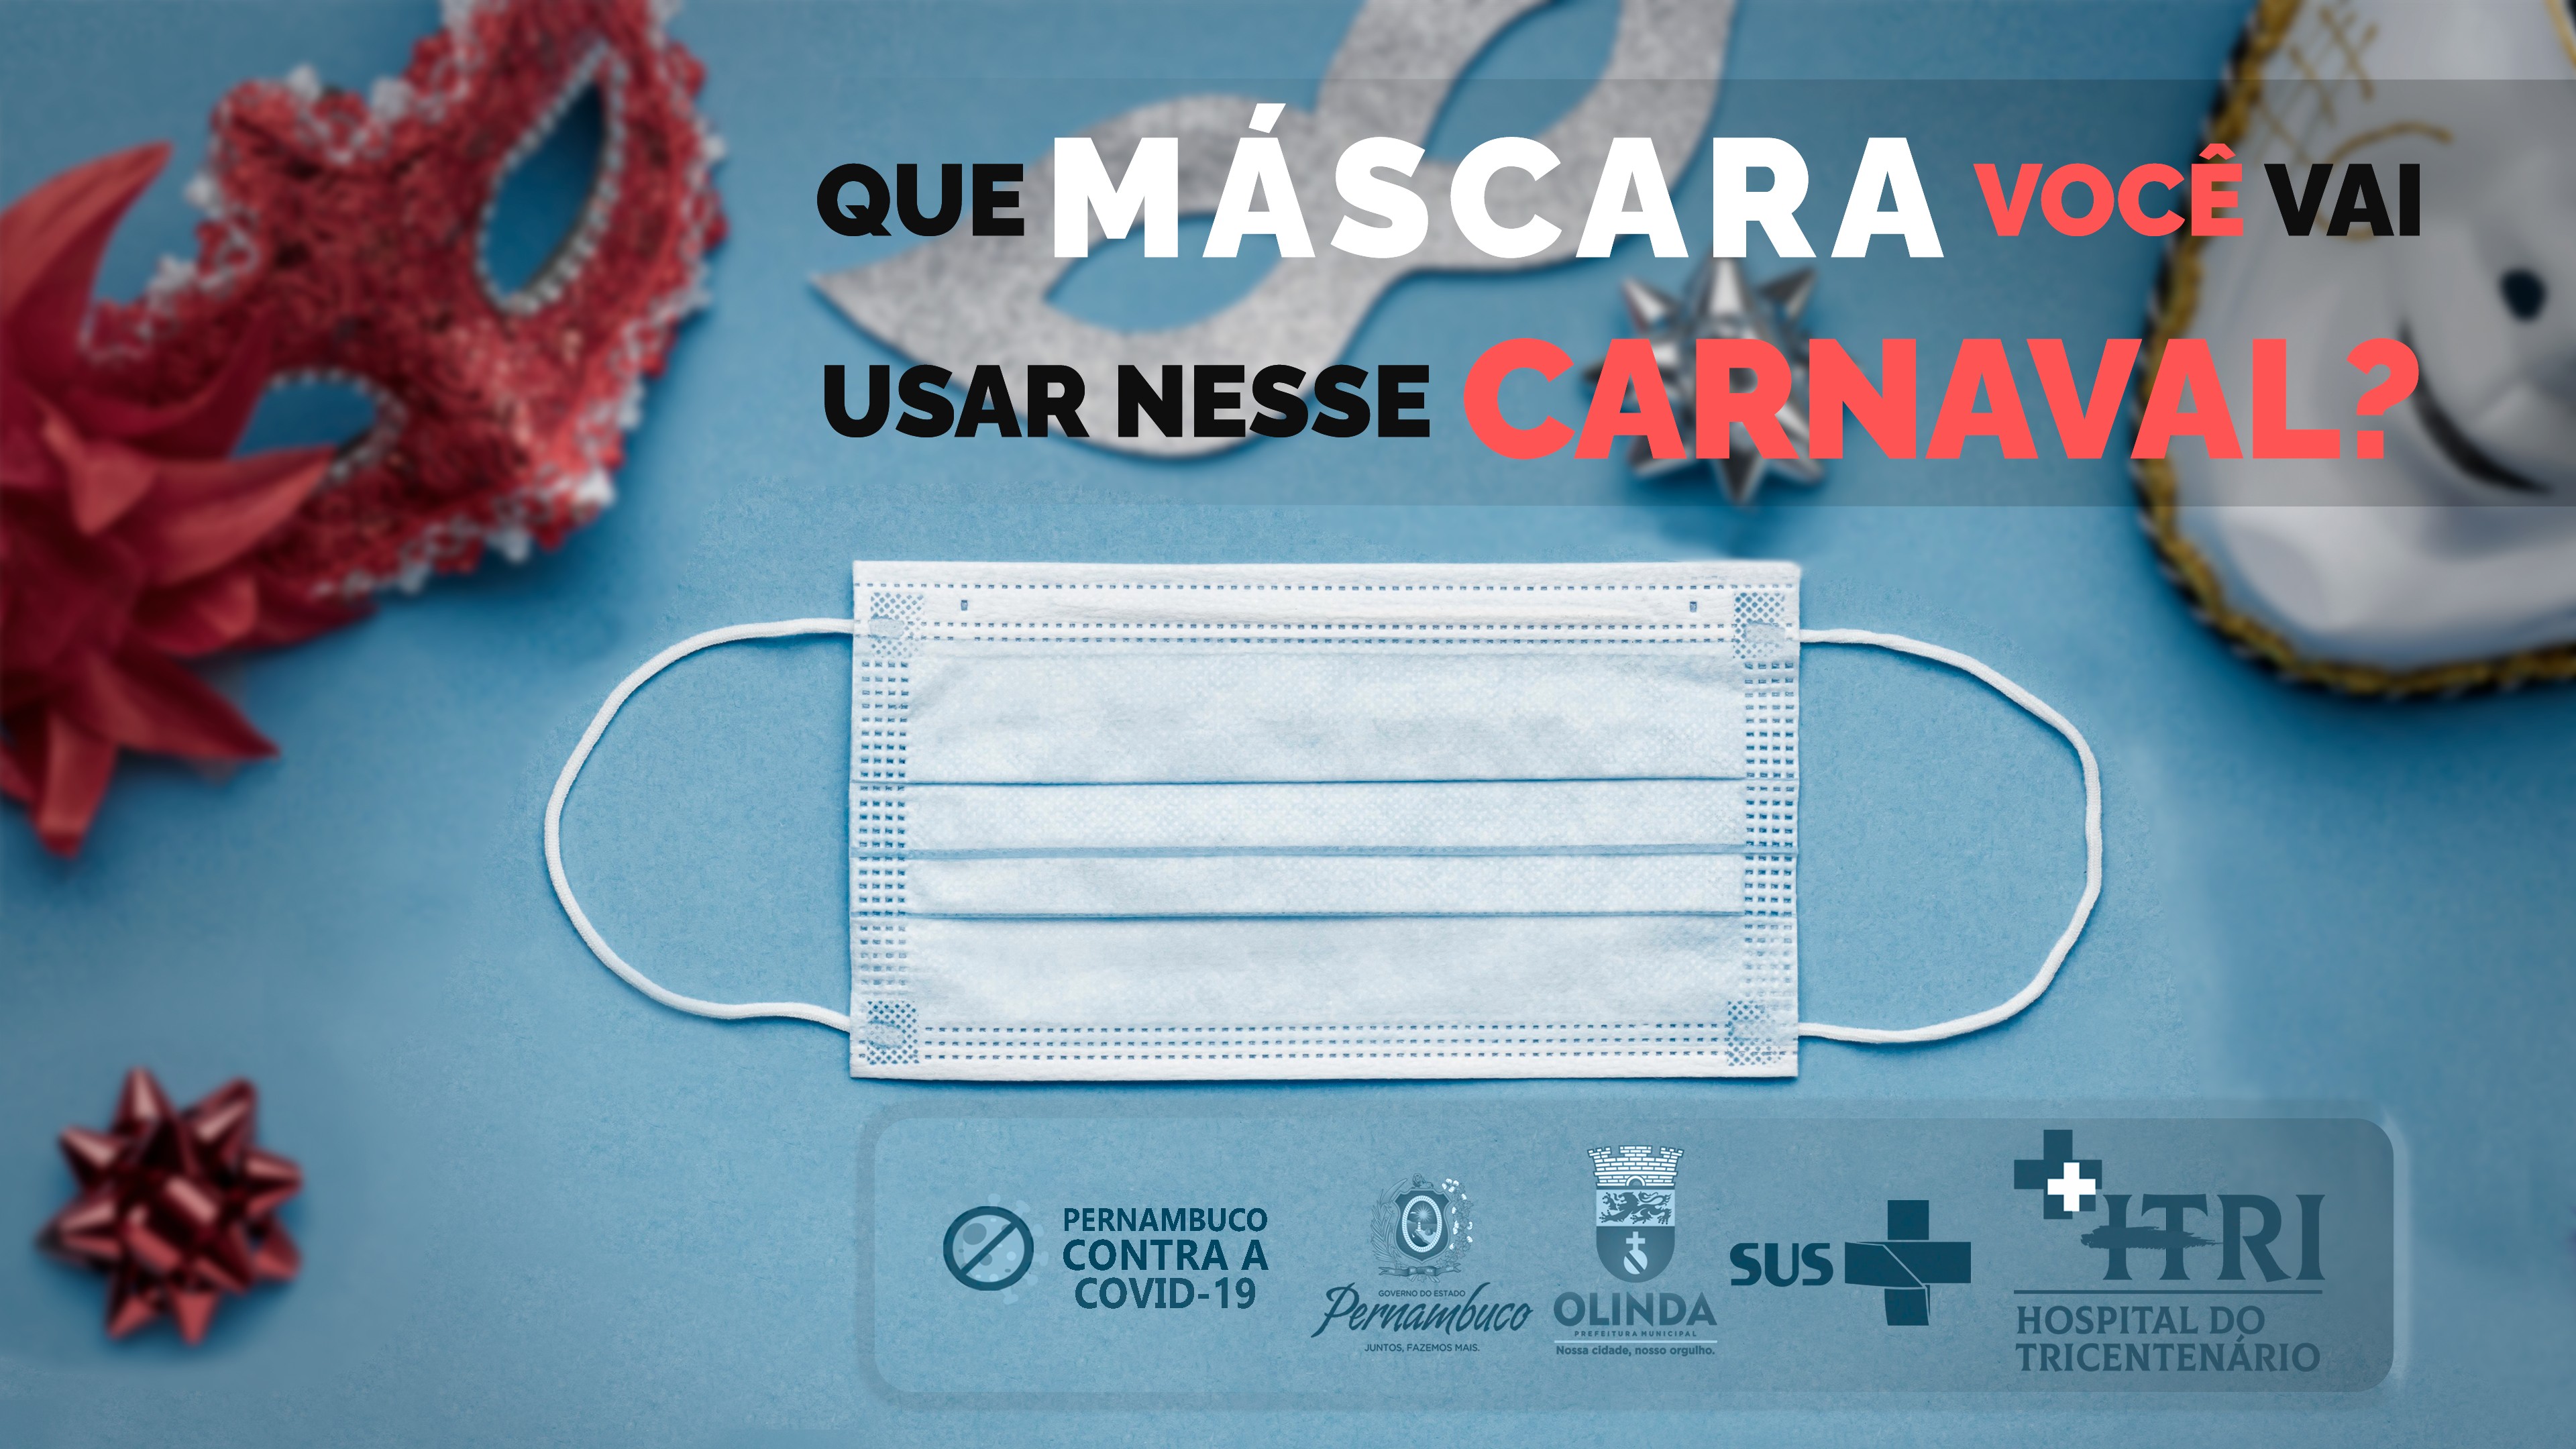 QUE MÁSCARA VOCÊ VAI
USAR NESSE CARNAVAL?
PERNAMBUCO
CONTRA A
COVID-19
GOVERNO DO ESTADO
Pernambuco
JUNTOS, FAZEMOS MAIS.
OLINDA
PREFEITURA MUNICIPAL
Nossa cidade, nosso orgulho.
SUS
HTRI
HOSPITAL DO
TRICENTENÁRIO